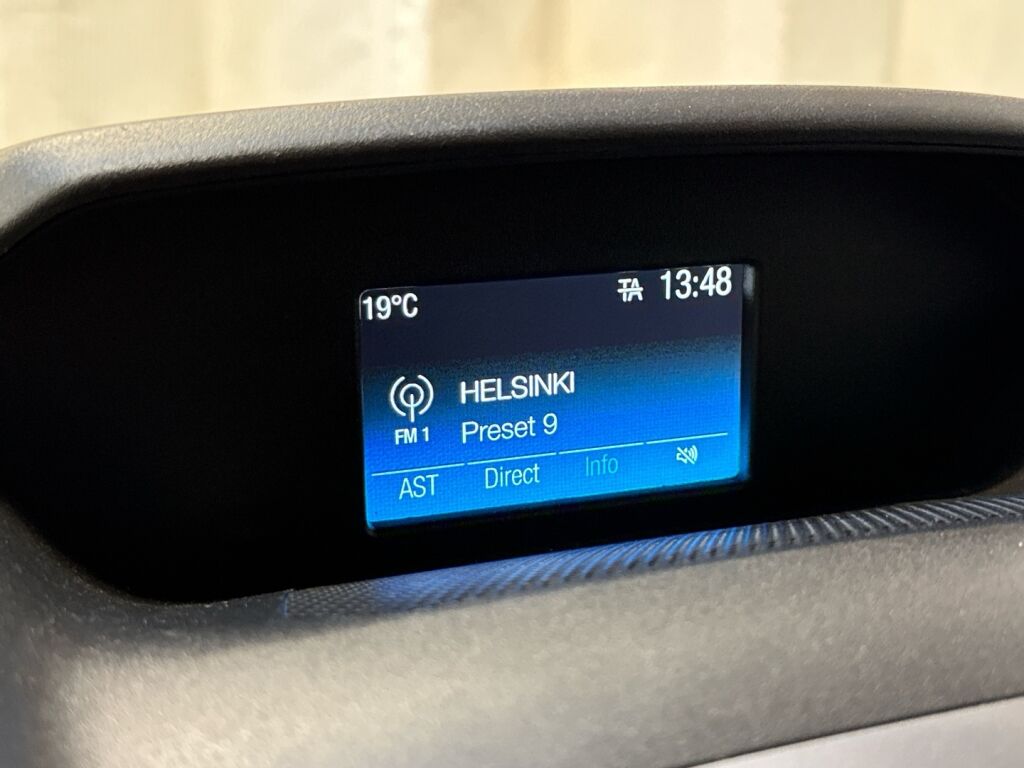 19°C TA 13:48
HELSINKI
FM 1 Preset 9
AST Direct Info